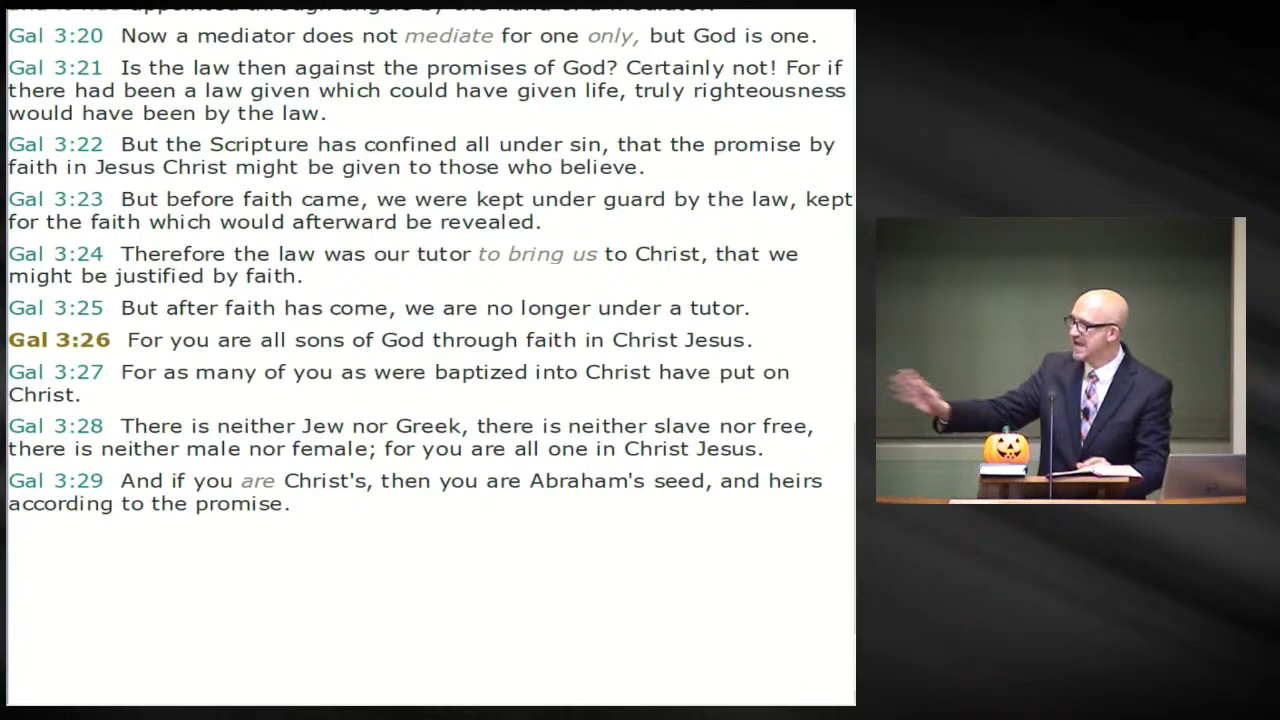 Gal 3:20 Now a mediator does not mediate for one only, but God is one.
Gal 3:21 Is the law then against the promises of God? Certainly not! For if
there had been a law given which could have given life, truly righteousness
would have been by the law.
Gal 3:22 But the Scripture has confined all under sin, that the promise by
faith in Jesus Christ might be given to those who believe.
Gal 3:23 But before faith came, we were kept under guard by the law, kept
for the faith which would afterward be revealed.
Gal 3:24 Therefore the law was our tutor to bring us to Christ, that we
might be justified by faith.
Gal 3:25 But after faith has come, we are no longer under a tutor.
Gal 3:26 For you are all sons of God through faith in Christ Jesus.
Gal 3:27 For as many of you as were baptized into Christ have put on
Christ.
Gal 3:28 There is neither Jew nor Greek, there is neither slave nor free,
there is neither male nor female; for you are all one in Christ Jesus.
Gal 3:29 And if you are Christ's, then you are Abraham's seed, and heirs
according to the promise.